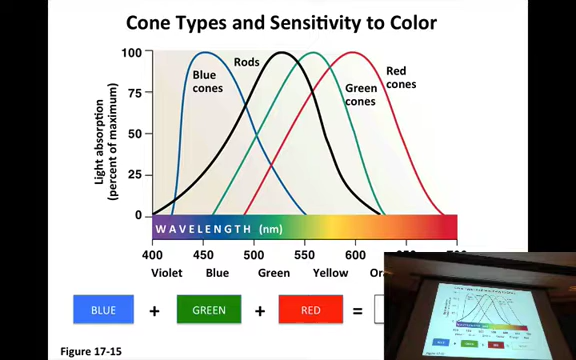 Cone Types and Sensitivity to Color
Light absorption
(percent of maximum)
100
75
50
25
0
Blue
cones
Rods
Green
cones
Red
cones
WAVELENGTH (nm)
400 450 500 550 600
Violet Blue Green Yellow
BLUE + GREEN + RED =
Figure 17-15